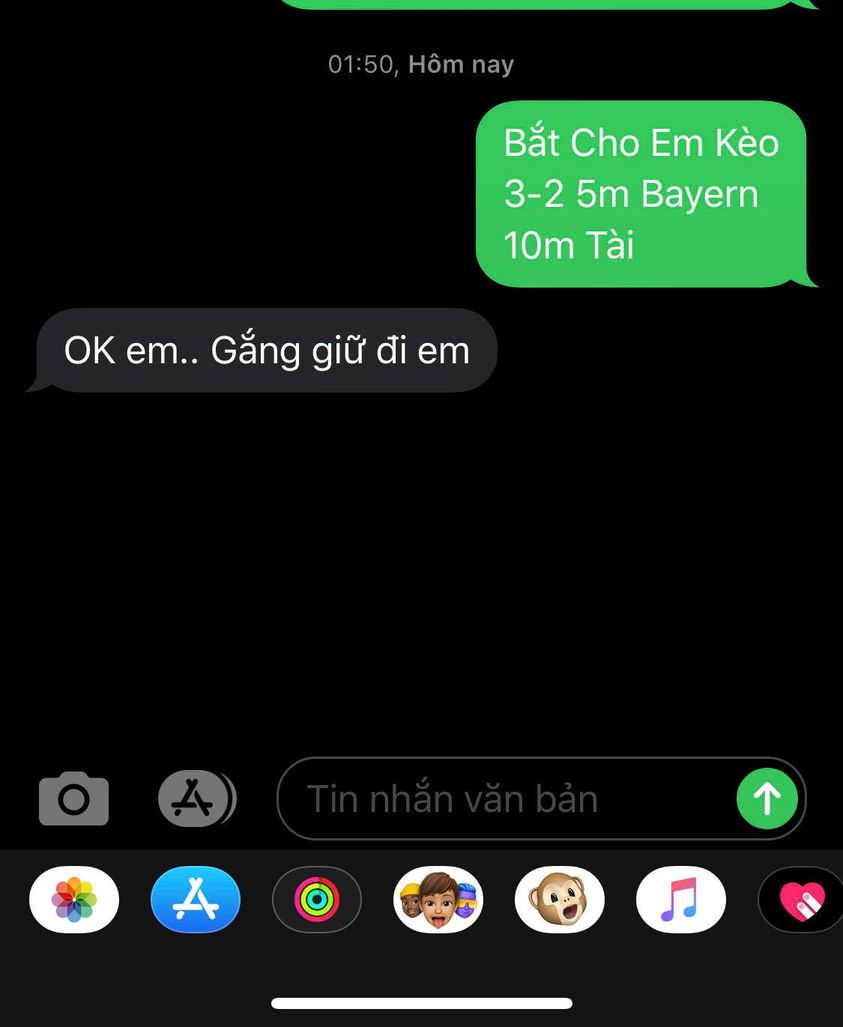 01:50, Hôm nay
Bắt Cho Em Kèo
3-2 5m Bayern
10m Tài
OK em.. Gắng giữ đi em
Tin nhắn văn bản